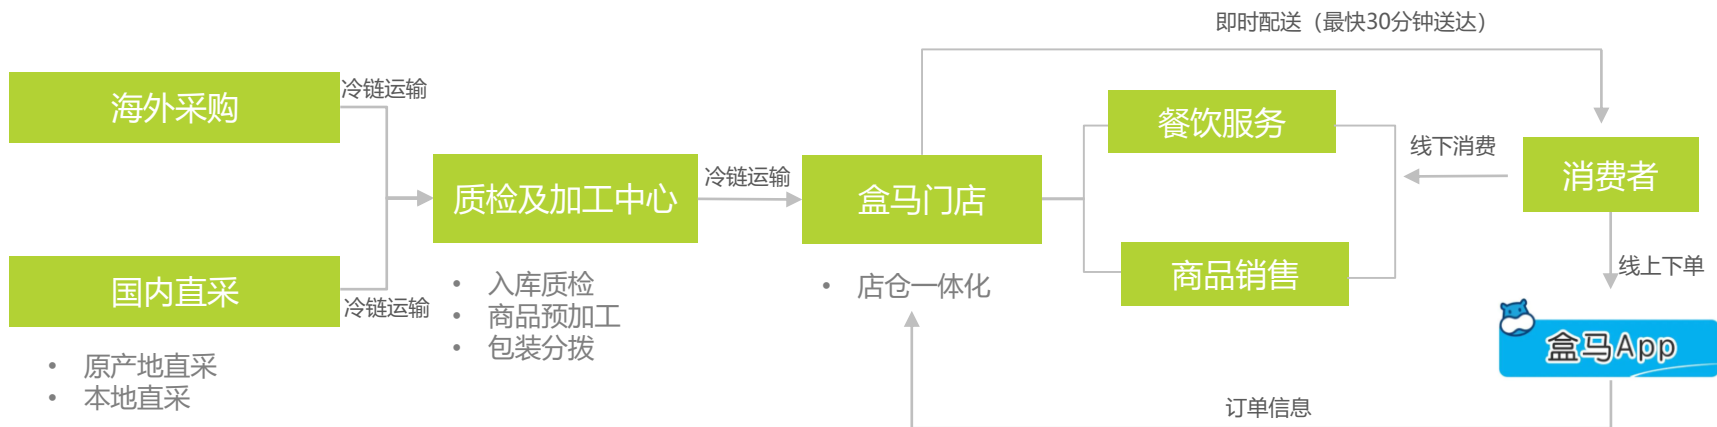 即时配送（最快30分钟送达）
海外采购
冷链运输
餐饮服务
线下消费
消费者
质检及加工中心
冷链运输
盒马门店
国内直采
冷链运输
• 入库质检
• 商品预加工
• 包装分拨
• 店仓一体化
商品销售
线上下单
盒马App
• 原产地直采
• 本地直采
订单信息